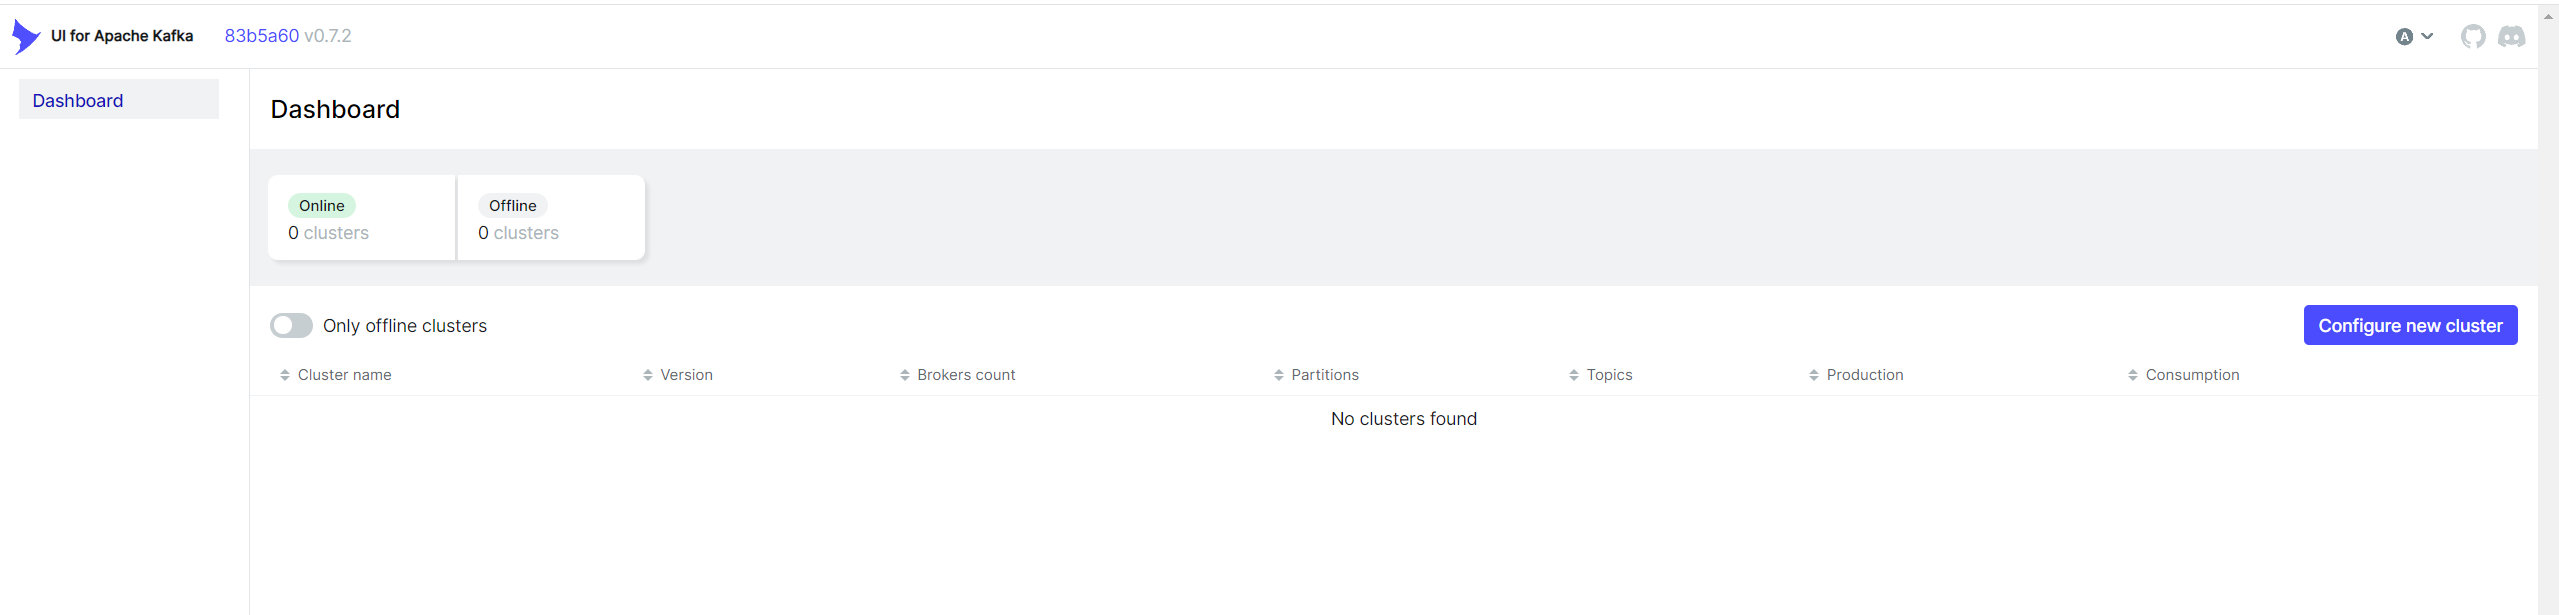 UI for Apache Kafka 83b5a60 v0.7.2 A
Dashboard
Dashboard
Online Offline
0 clusters 0 clusters
Only offline clusters Configure new cluster
Cluster name Version Brokers count Partitions Topics Production Consumption
No clusters found